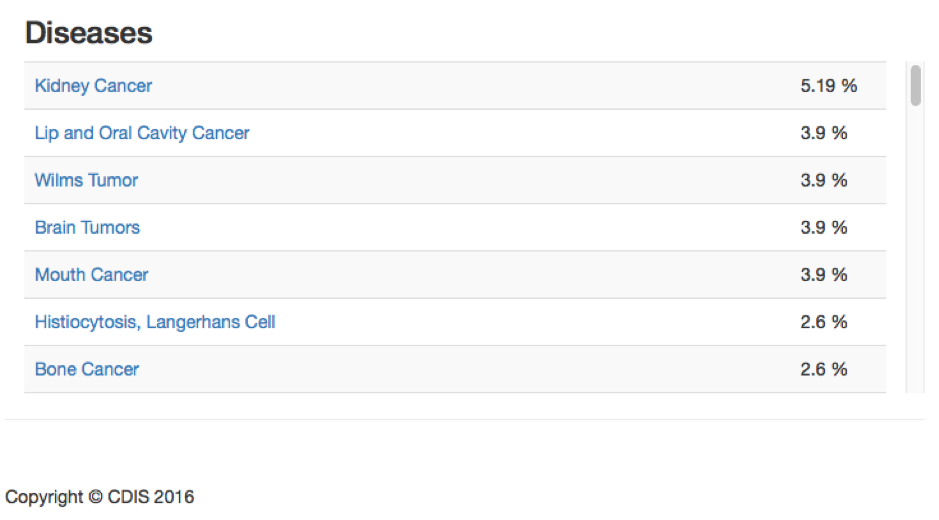 Diseases
Kidney Cancer 5.19 %
Lip and Oral Cavity Cancer 3.9 %
Wilms Tumor 3.9 %
Brain Tumors 3.9 %
Mouth Cancer 3.9 %
Histiocytosis, Langerhans Cell 2.6 %
Bone Cancer 2.6 %
Copyright © CDIS 2016